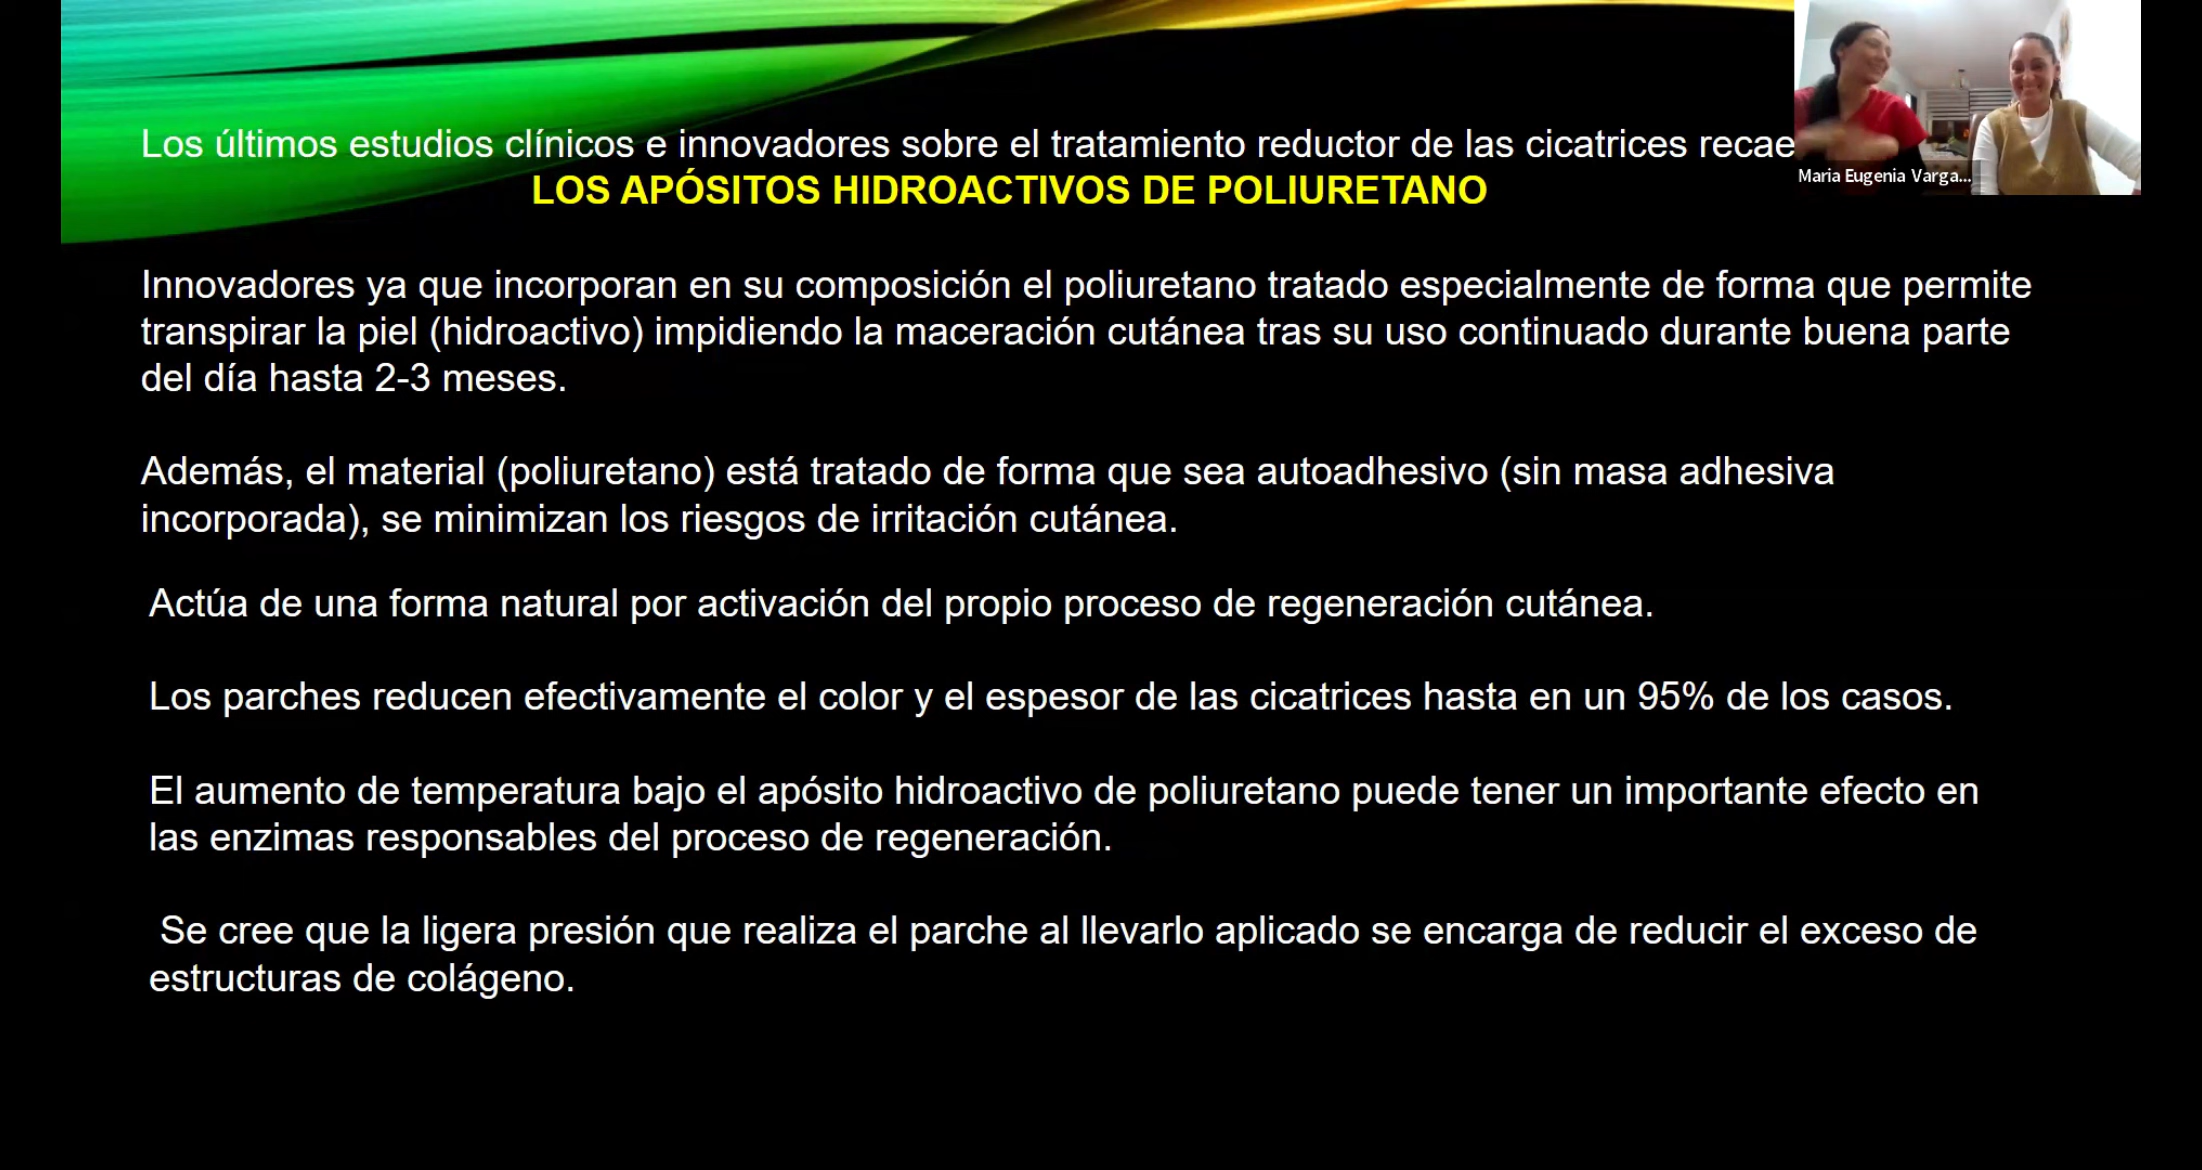 Los últimos estudios clínicos e innovadores sobre el tratamiento reductor de las cicatrices recae
LOS APÓSITOS HIDROACTIVOS DE POLIURETANO
Maria Eugenia Varga...
Innovadores ya que incorporan en su composición el poliuretano tratado especialmente de forma que permite
transpirar la piel (hidroactivo) impidiendo la maceración cutánea tras su uso continuado durante buena parte
del día hasta 2-3 meses.
Además, el material (poliuretano) está tratado de forma que sea autoadhesivo (sin masa adhesiva
incorporada), se minimizan los riesgos de irritación cutánea.
Actúa de una forma natural por activación del propio proceso de regeneración cutánea.
Los parches reducen efectivamente el color y el espesor de las cicatrices hasta en un 95% de los casos.
El aumento de temperatura bajo el apósito hidroactivo de poliuretano puede tener un importante efecto en
las enzimas responsables del proceso de regeneración.
Se cree que la ligera presión que realiza el parche al llevarlo aplicado se encarga de reducir el exceso de
estructuras de colágeno.